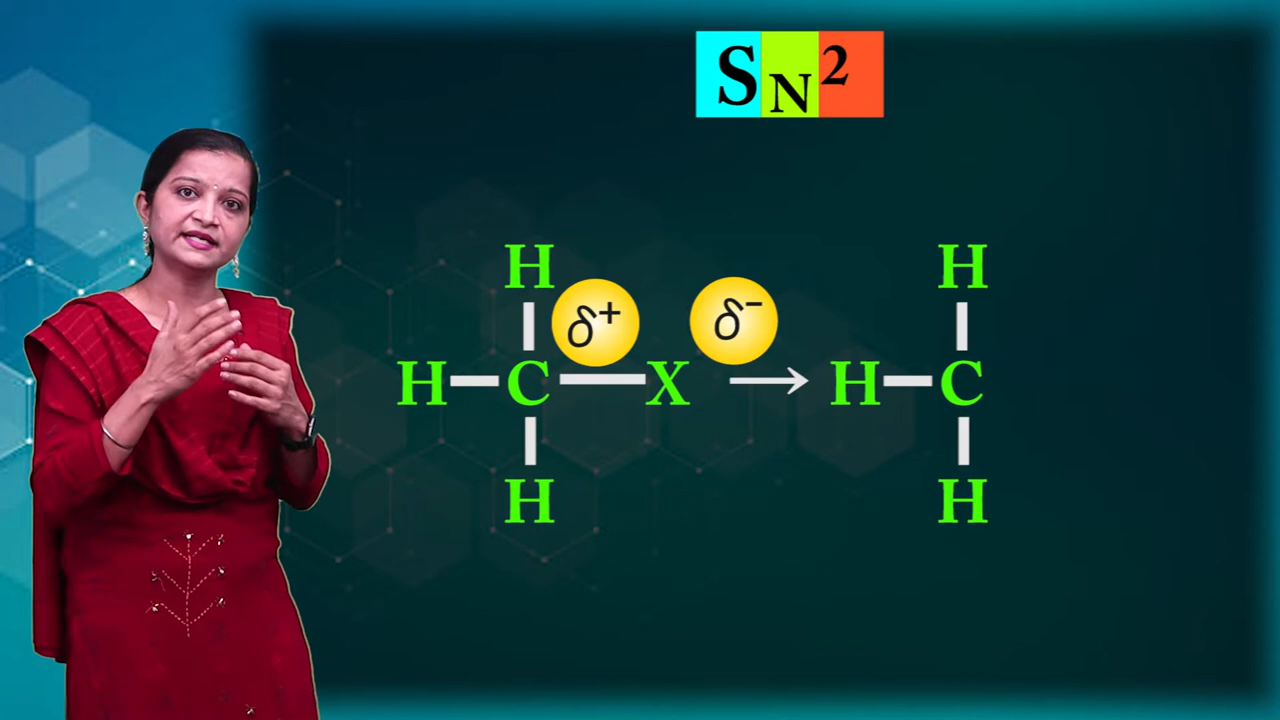 SN2
H H
δ+ δ−
H C X → H C
H H